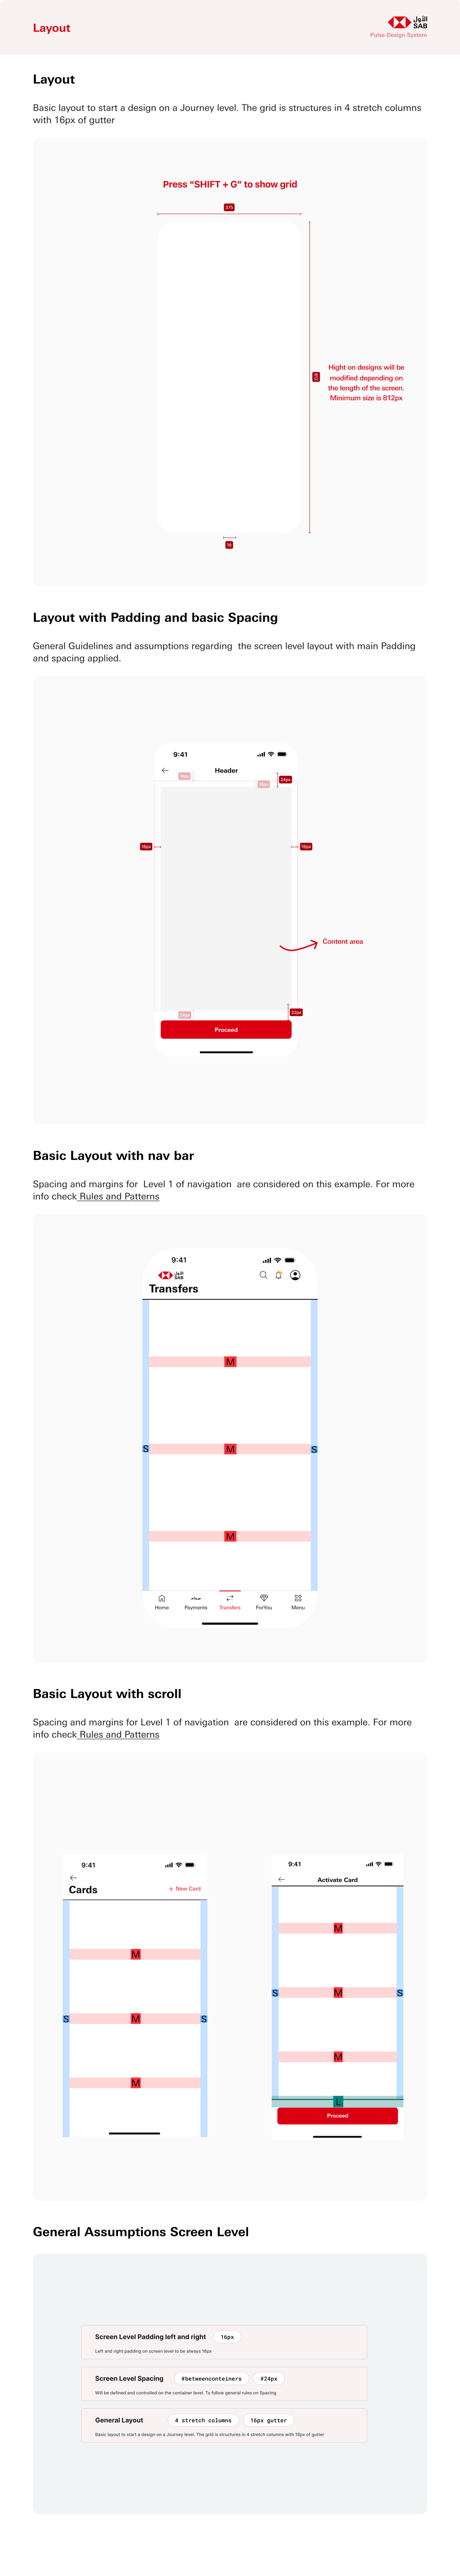 Layout
الأول
SAB
Pulse Design System
Layout
Basic layout to start a design on a Journey level. The grid is structures in 4 stretch columns
with 16px of gutter
Press “SHIFT + G” to show grid
375
Hight on designs will be
modified depending on
the length of the screen.
Minimum size is 812px
16
Layout with Padding and basic Spacing
General Guidelines and assumptions regarding the screen level layout with main Padding
and spacing applied.
9:41
Header
24px
16px
16px
Content area
32px
Proceed
Basic Layout with nav bar
Spacing and margins for Level 1 of navigation are considered on this example. For more
info check Rules and Patterns
9:41
الأول
SAB
Transfers
M
S M S
M
Home Payments Transfers ForYou Menu
Basic Layout with scroll
Spacing and margins for Level 1 of navigation are considered on this example. For more
info check Rules and Patterns
9:41
Cards + New Card
M
S M S
M
9:41
Activate Card
M
S M S
M
L
Proceed
General Assumptions Screen Level
Screen Level Padding left and right 16px
Left and right padding on screen level to be always 16px
Screen Level Spacing #betweenconteiners #24px
Will be defined and controlled on the container level. To follow general rules on Spacing
General Layout 4 stretch columns 16px gutter
Basic layout to start a design on a Journey level. The grid is structures in 4 stretch columns with 16px of gutter